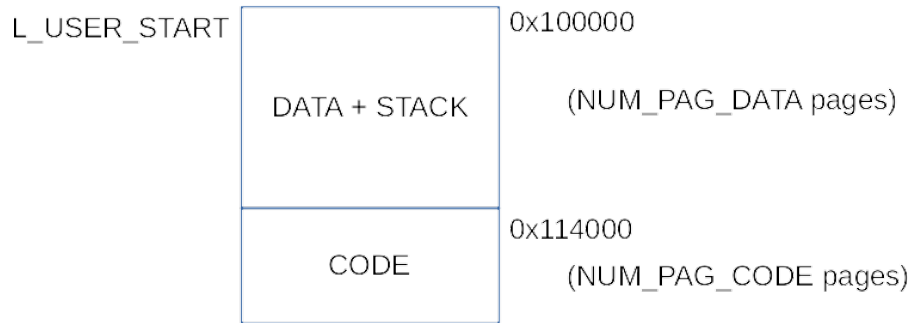 L_USER_START
0x100000
DATA + STACK
(NUM_PAG_DATA pages)
0x114000
CODE
(NUM_PAG_CODE pages)